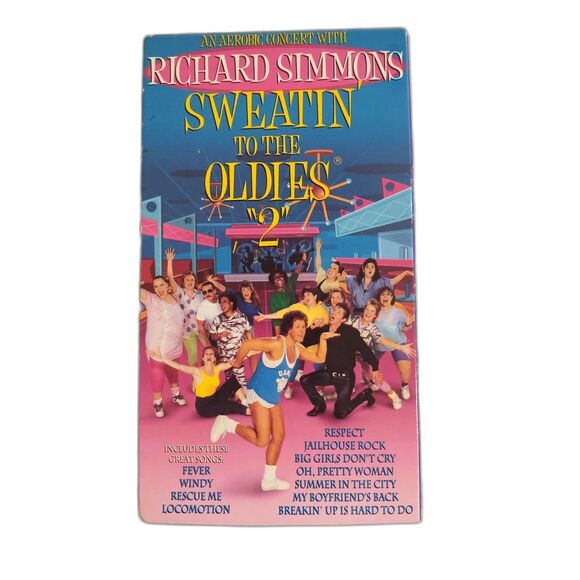 AN AEROBIC CONCERT WITH
RICHARD SIMMONS
SWEATIN'
TO THE
OLDIES®
"2"
INCLUDES THESE
GREAT SONGS:
FEVER
WINDY
RESCUE ME
LOCOMOTION
RESPECT
JAILHOUSE ROCK
BIG GIRLS DON'T CRY
OH, PRETTY WOMAN
SUMMER IN THE CITY
MY BOYFRIEND'S BACK
BREAKIN' UP IS HARD TO DO